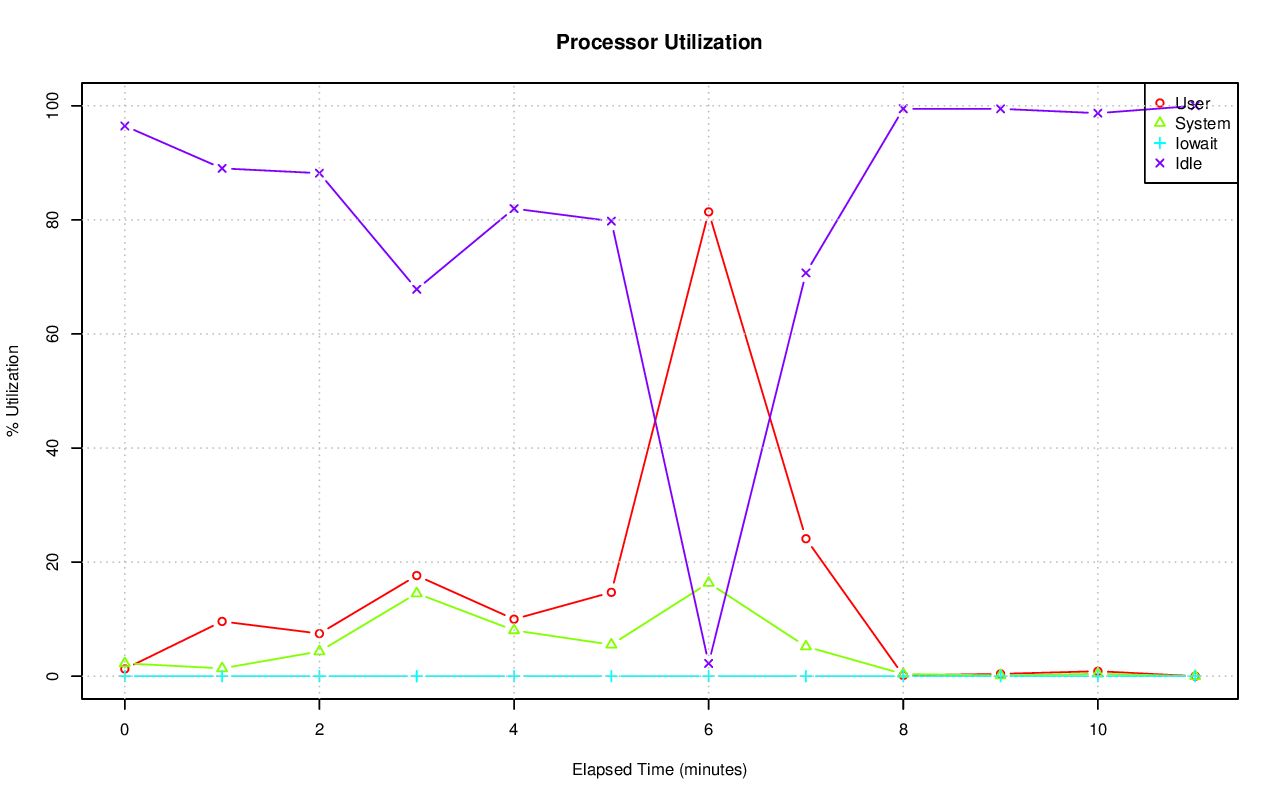 Processor Utilization
100
80
60
40
20
0
% Utilization
User
System
Iowait
Idle
0 2 4 6 8 10
Elapsed Time (minutes)